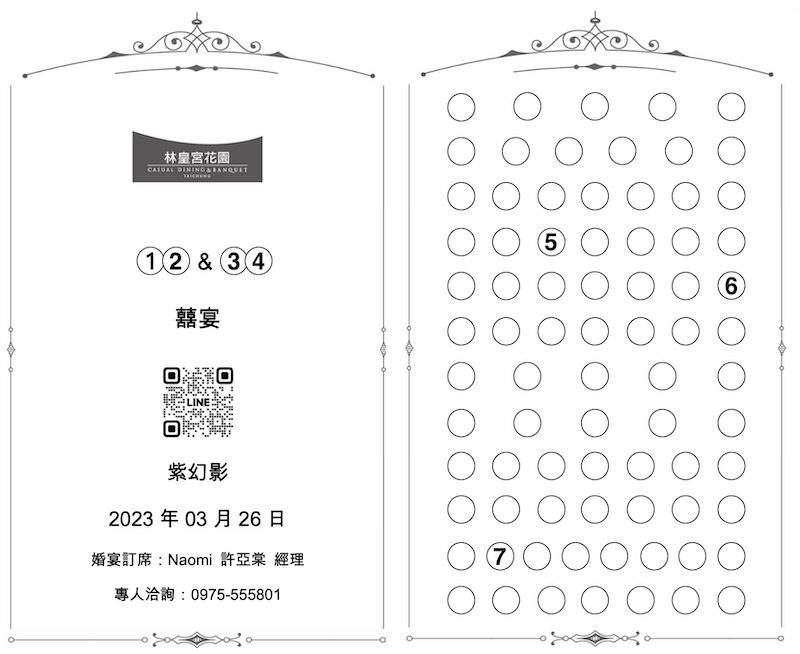 林皇宮花園
CASUAL DINING & BANQUET
TAICHUNG
①② & ③④
囍宴
LINE
紫幻影
2023 年 03 月 26 日
婚宴訂席：Naomi 許亞棠 經理
專人洽詢：0975-555801
⑤
⑥
⑦